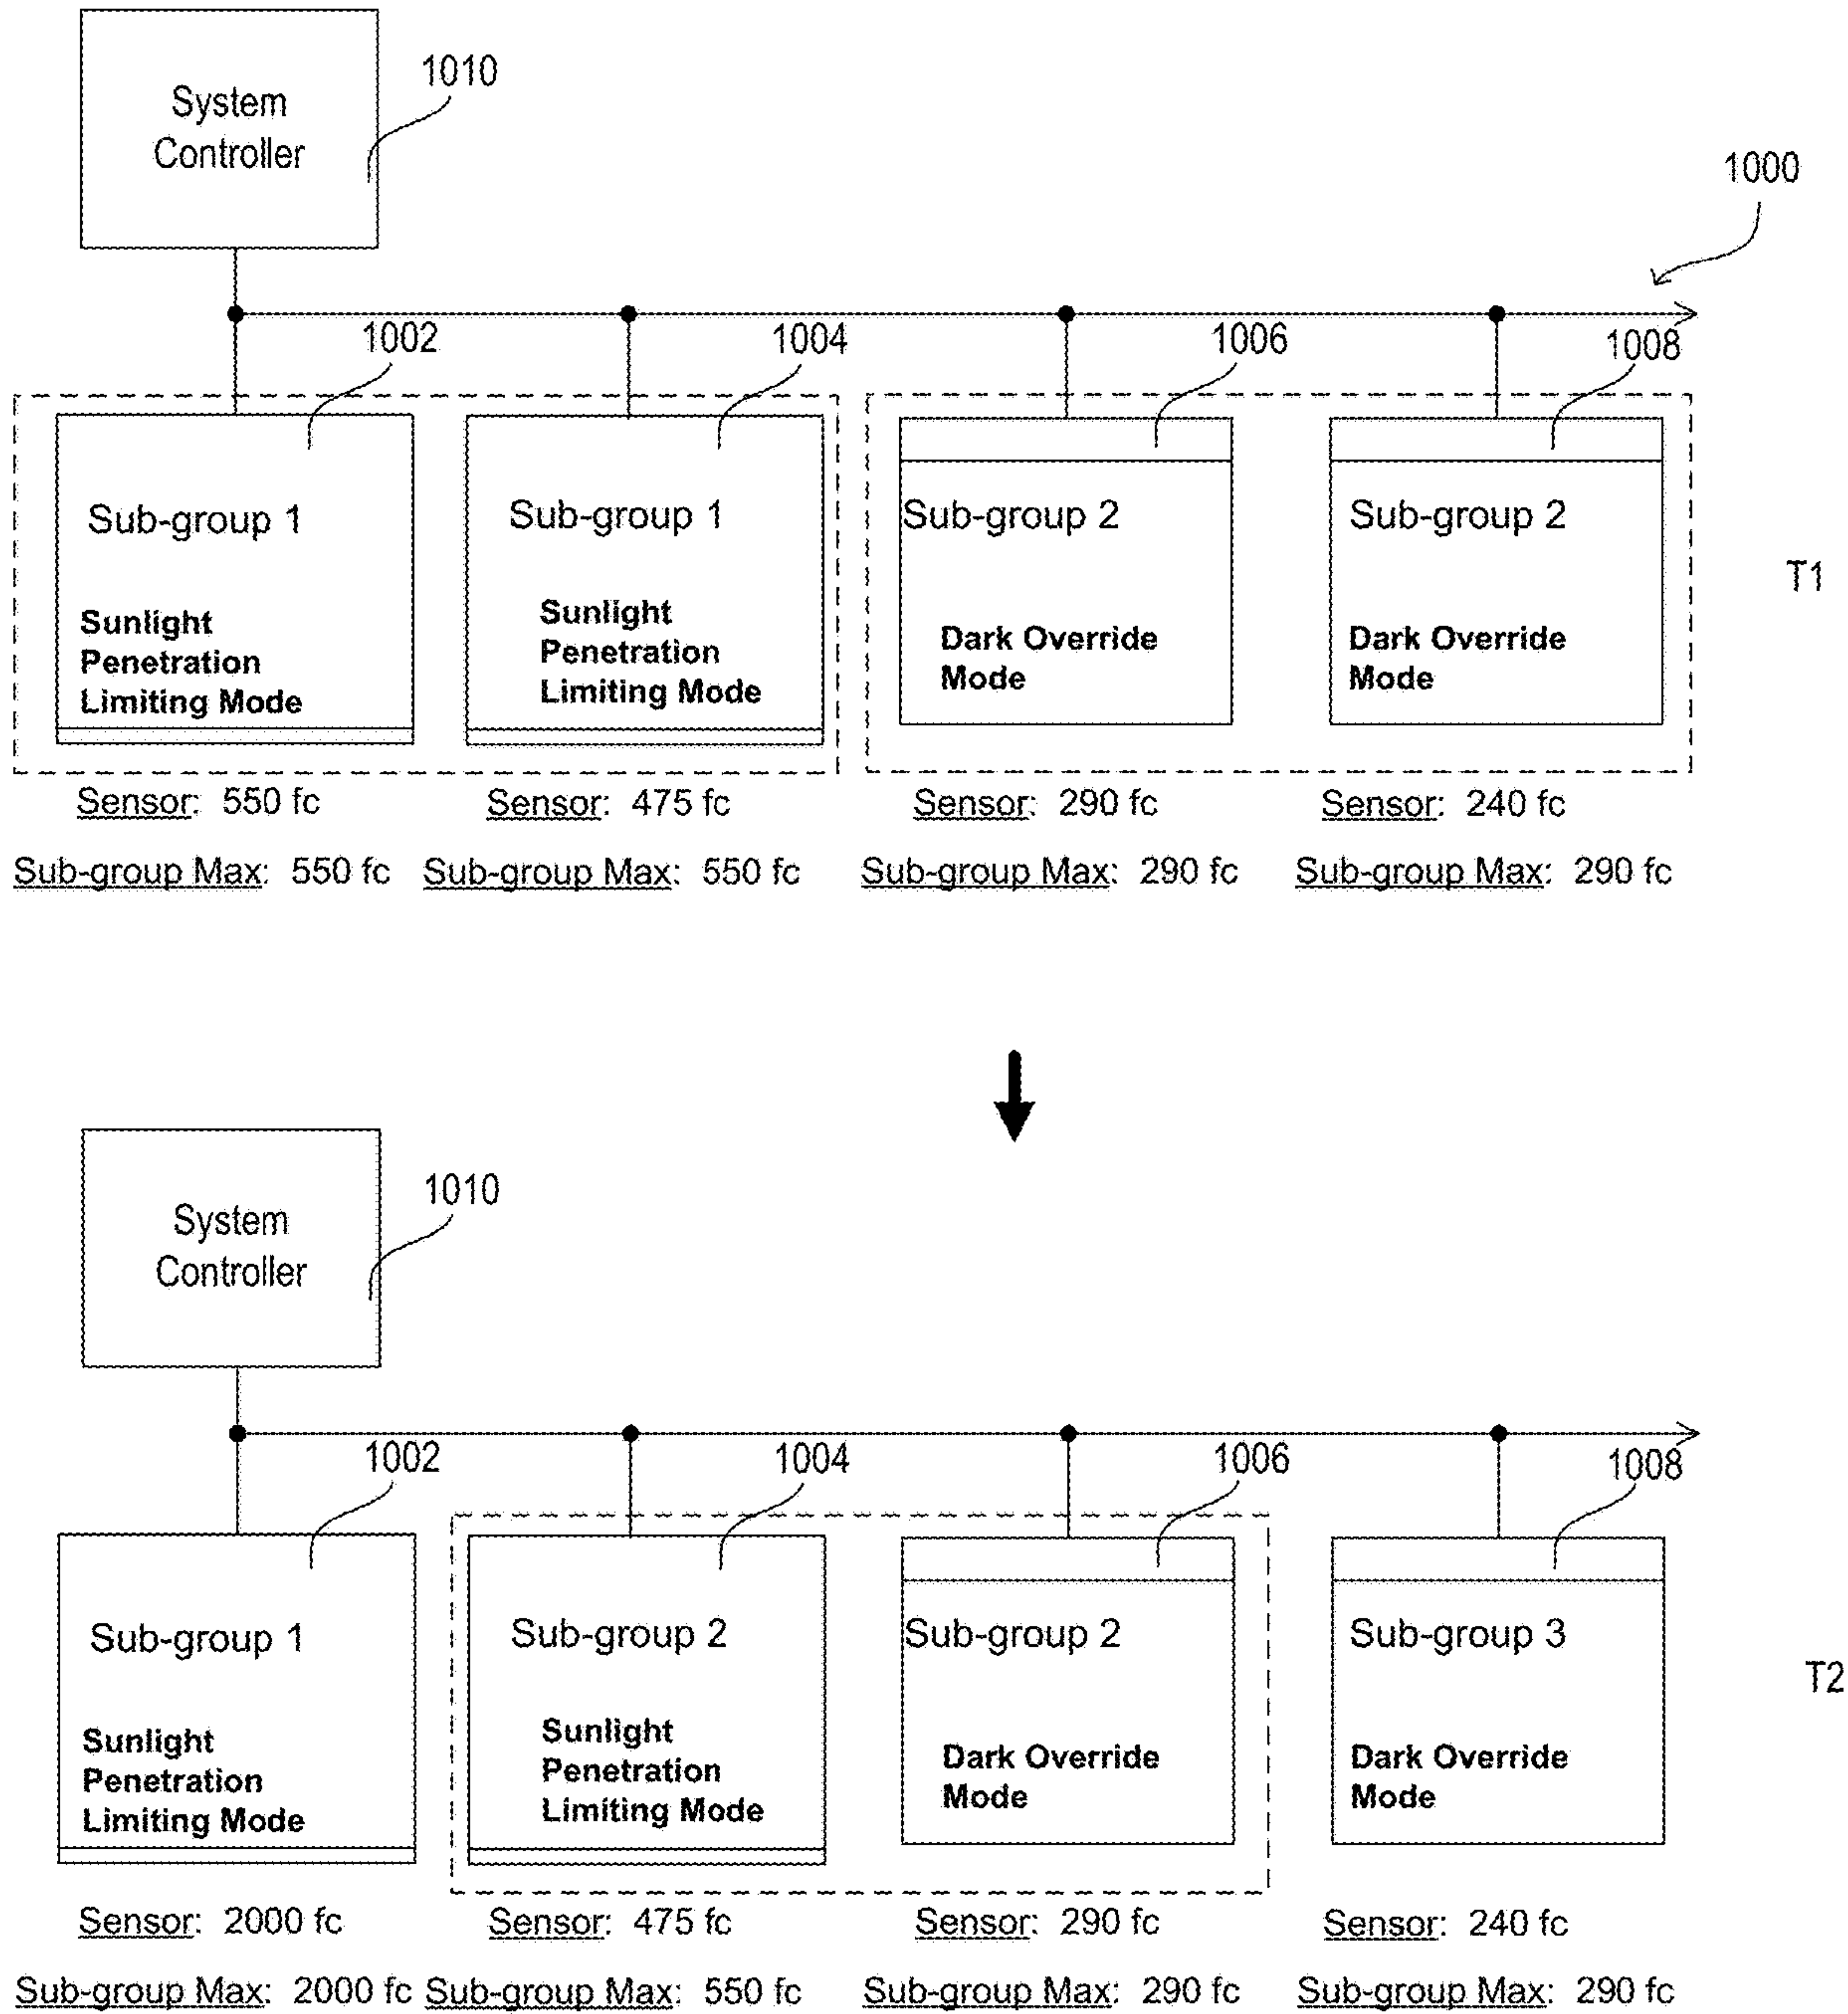 System
Controller
1010
1000
1002
1004
1006
1008
Sub-group 1
Sub-group 1
Sub-group 2
Sub-group 2
Sunlight
Penetration
Limiting Mode
Sunlight
Penetration
Limiting Mode
Dark Override
Mode
Dark Override
Mode
T1
Sensor: 550 fc
Sensor: 475 fc
Sensor: 290 fc
Sensor: 240 fc
Sub-group Max: 550 fc
Sub-group Max: 550 fc
Sub-group Max: 290 fc
Sub-group Max: 290 fc
System
Controller
1010
1002
1004
1006
1008
Sub-group 1
Sub-group 2
Sub-group 2
Sub-group 3
Sunlight
Penetration
Limiting Mode
Sunlight
Penetration
Limiting Mode
Dark Override
Mode
Dark Override
Mode
T2
Sensor: 2000 fc
Sensor: 475 fc
Sensor: 290 fc
Sensor: 240 fc
Sub-group Max: 2000 fc
Sub-group Max: 550 fc
Sub-group Max: 290 fc
Sub-group Max: 290 fc